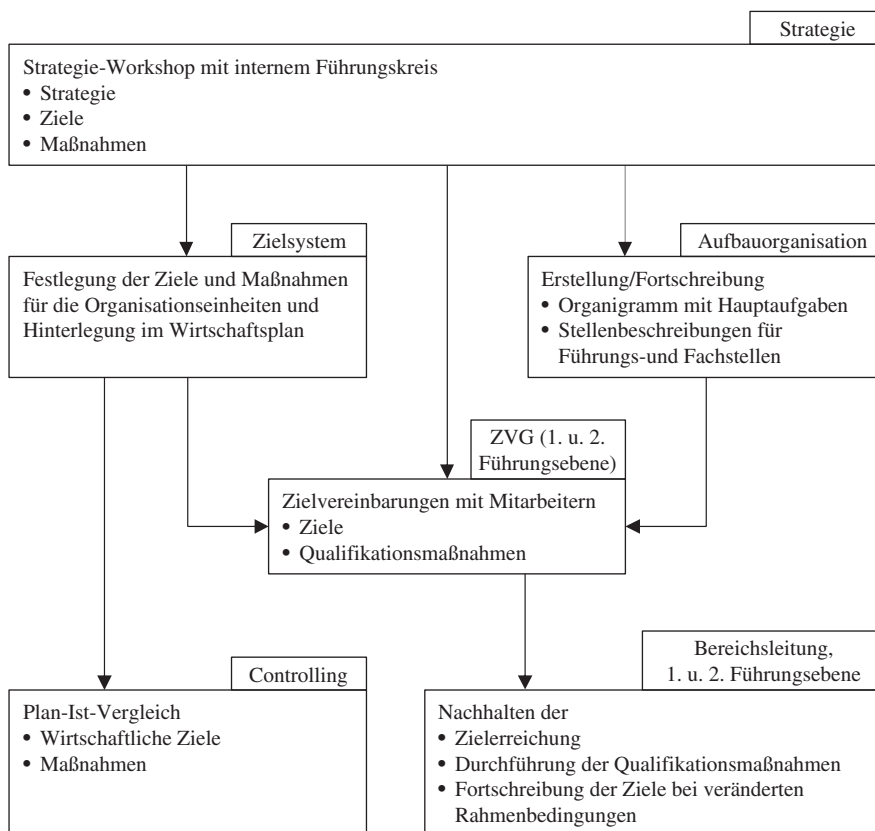 Strategie
Strategie-Workshop mit internem Führungskreis
• Strategie
• Ziele
• Maßnahmen
Zielsystem
Festlegung der Ziele und Maßnahmen
für die Organisationseinheiten und
Hinterlegung im Wirtschaftsplan
Aufbauorganisation
Erstellung/Fortschreibung
• Organigramm mit Hauptaufgaben
• Stellenbeschreibungen für
Führungs-und Fachstellen
ZVG (1. u. 2.
Führungsebene)
Zielvereinbarungen mit Mitarbeitern
• Ziele
• Qualifikationsmaßnahmen
Controlling
Plan-Ist-Vergleich
• Wirtschaftliche Ziele
• Maßnahmen
Bereichsleitung,
1. u. 2. Führungsebene
Nachhalten der
• Zielerreichung
• Durchführung der Qualifikationsmaßnahmen
• Fortschreibung der Ziele bei veränderten
Rahmenbedingungen